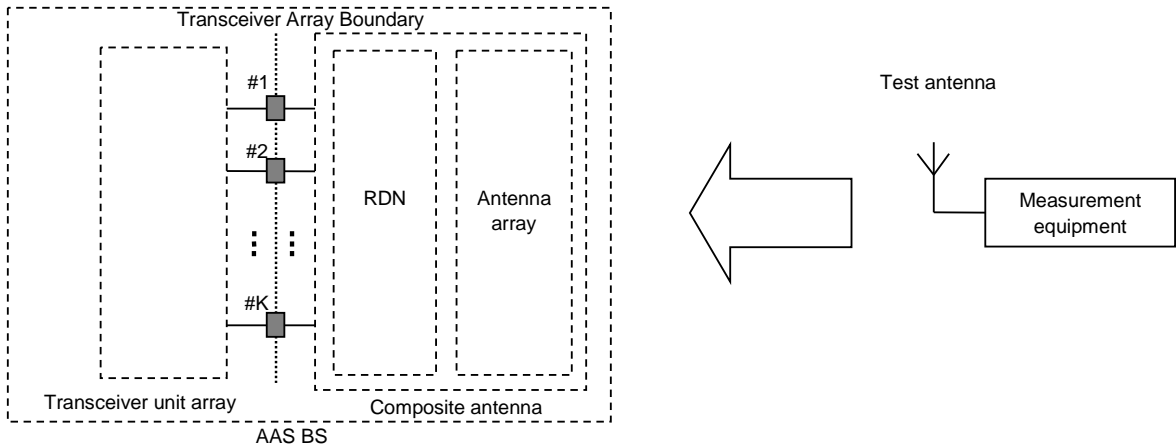 Transceiver Array Boundary
#1
#2
#K
RDN
Antenna
array
Transceiver unit array
Composite antenna
AAS BS
Test antenna
Measurement
equipment